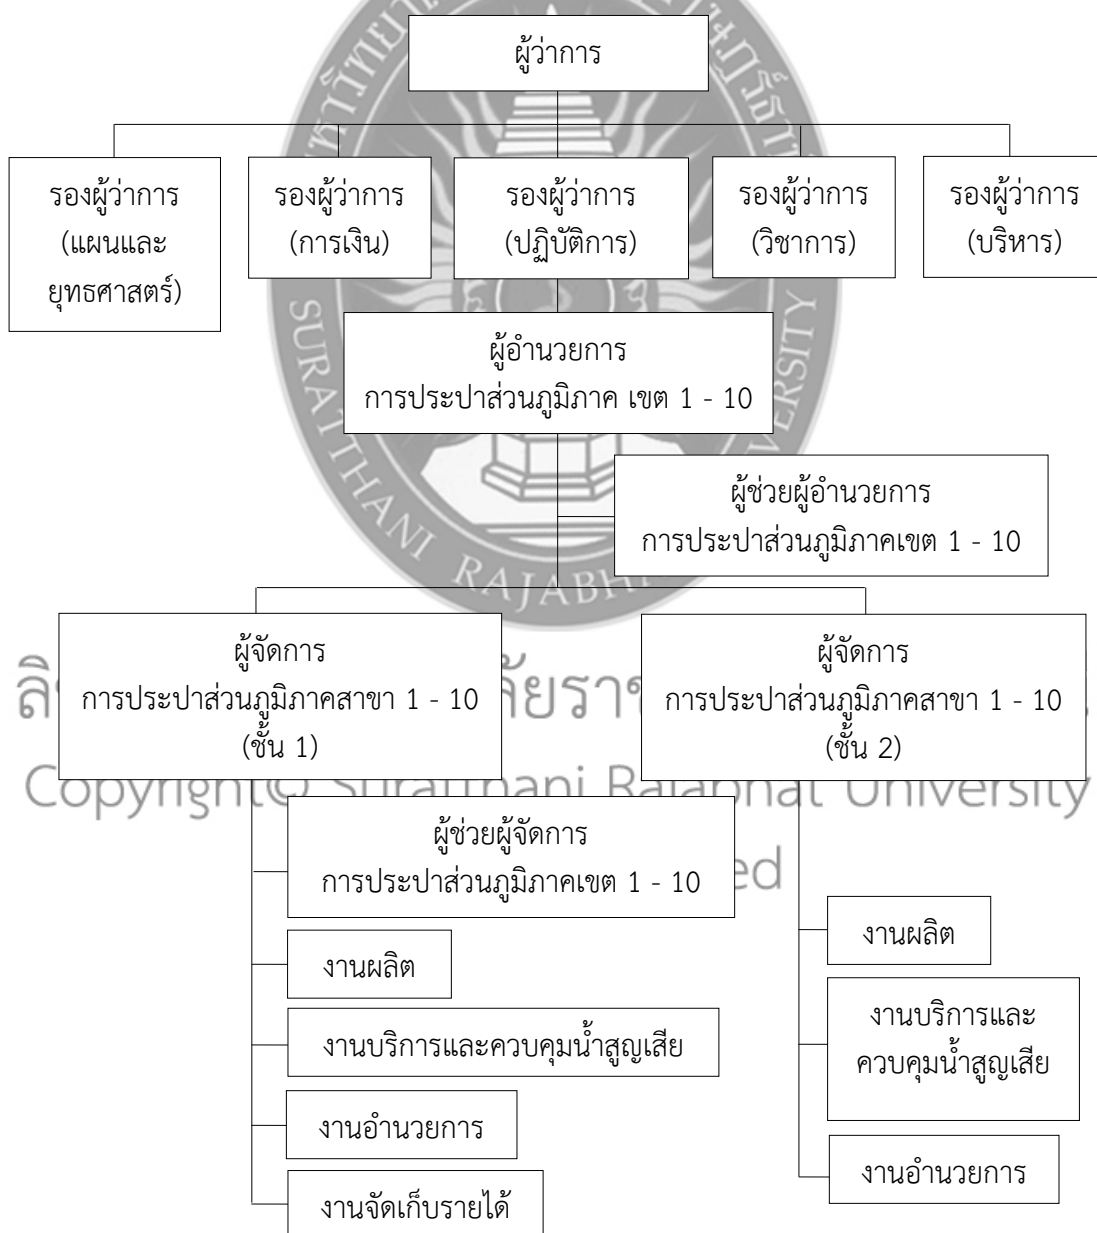 ผู้ว่าการ
รองผู้ว่าการ
(แผนและ
ยุทธศาสตร์)
รองผู้ว่าการ
(การเงิน)
รองผู้ว่าการ
(ปฏิบัติการ)
รองผู้ว่าการ
(วิชาการ)
รองผู้ว่าการ
(บริหาร)
ผู้อำนวยการ
การประปาส่วนภูมิภาค เขต 1 - 10
ผู้ช่วยผู้อำนวยการ
การประปาส่วนภูมิภาคเขต 1 - 10
ผู้จัดการ
การประปาส่วนภูมิภาคสาขา 1 - 10
(ชั้น 1)
ผู้จัดการ
การประปาส่วนภูมิภาคสาขา 1 - 10
(ชั้น 2)
ผู้ช่วยผู้จัดการ
การประปาส่วนภูมิภาคเขต 1 - 10
งานผลิต
งานบริการและควบคุมน้ำสูญเสีย
งานอำนวยการ
งานจัดเก็บรายได้
งานผลิต
งานบริการและ
ควบคุมน้ำสูญเสีย
งานอำนวยการ
SURATTHANI RAJABH
Copyright© Suratthani Rajabhat University